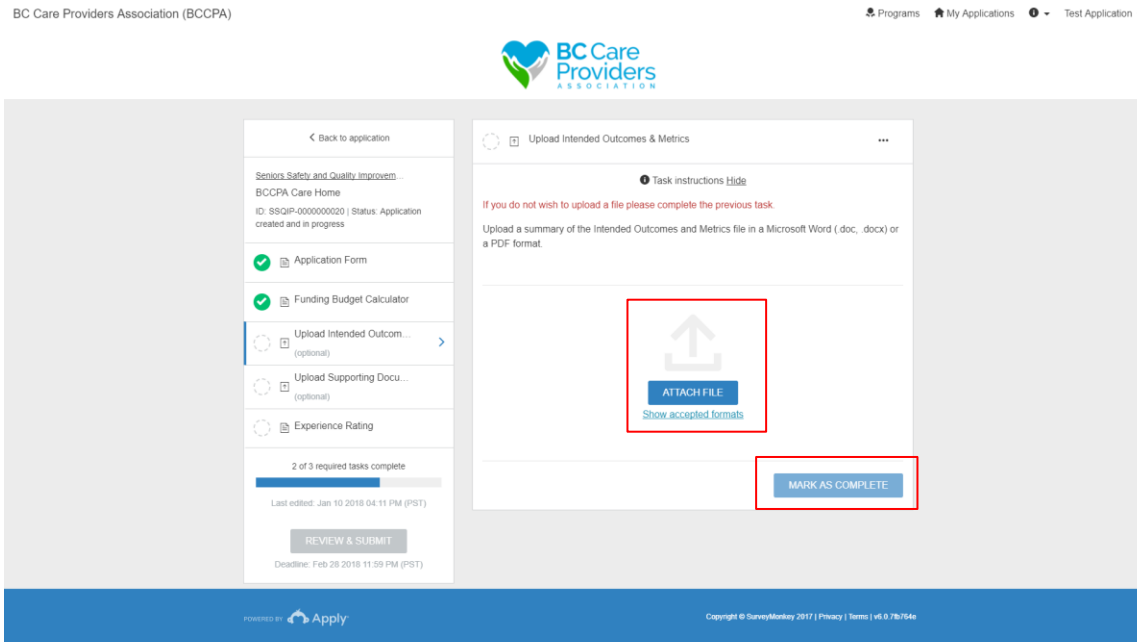 BC Care Providers Association (BCCPA)
Programs My Applications Test Application
BC Care
Providers
ASSOCIATION
Back to application
Seniors Safety and Quality Improvem...
BCCPA Care Home
ID: SSQIP-0000000020 | Status: Application
created and in progress
Application Form
Funding Budget Calculator
Upload Intended Outcom...
(optional)
Upload Supporting Docu...
(optional)
Experience Rating
2 of 3 required tasks complete
Last edited: Jan 10 2018 04:11 PM (PST)
REVIEW & SUBMIT
Deadline: Feb 28 2018 11:59 PM (PST)
Upload Intended Outcomes & Metrics
•••
Task instructions Hide
If you do not wish to upload a file please complete the previous task.
Upload a summary of the Intended Outcomes and Metrics file in a Microsoft Word (.doc, .docx) or
a PDF format.
ATTACH FILE
Show accepted formats
MARK AS COMPLETE
POWERED BY Apply
Copyright © SurveyMonkey 2017 | Privacy | Terms | v6.0.7fb764e